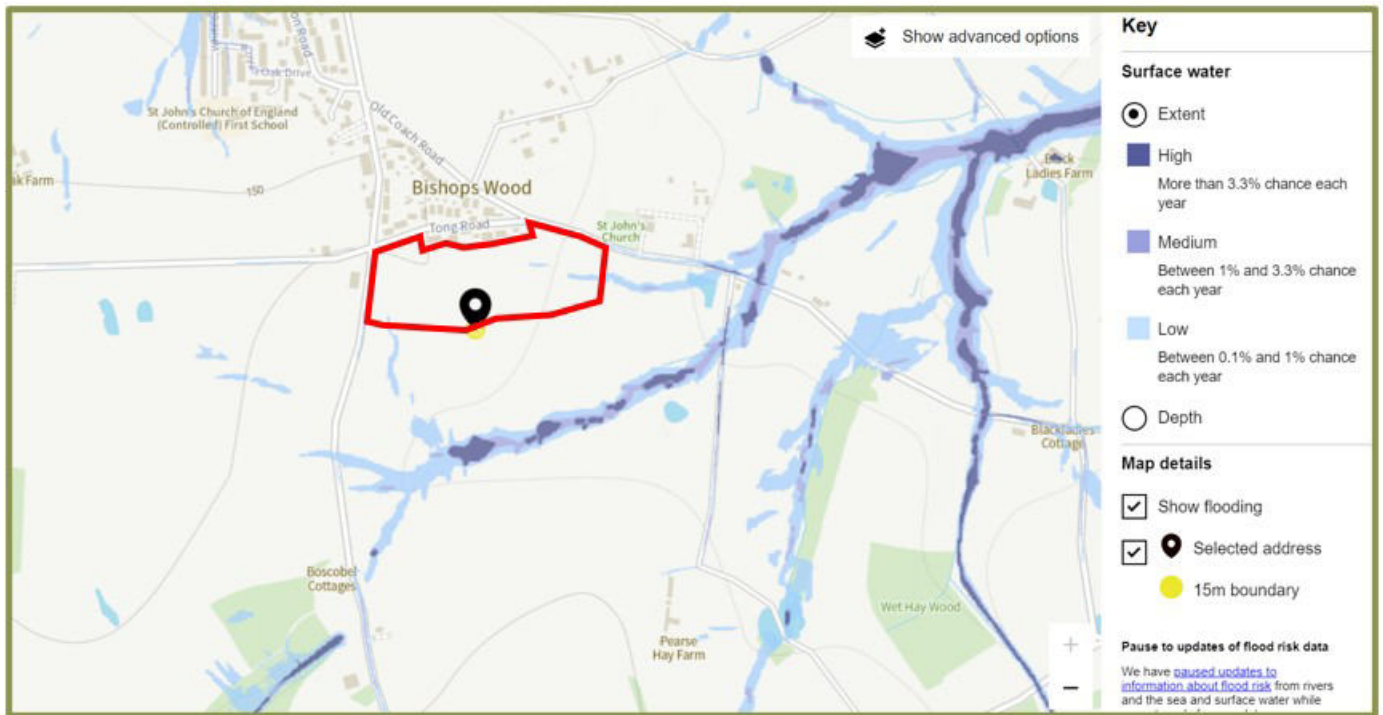 Show advanced options
Oak Drive
St John's Church of England
(Controlled) First School
Old Coach Road
ak Farm
150
Bishops Wood
Tong Road
St John's
Church
Black
Ladies Farm
Blackladies
Cottage
Boscobel
Cottages
Wet Hay Wood
Pearse
Hay Farm
+
−
Key
Surface water
Extent
High
More than 3.3% chance each
year
Medium
Between 1% and 3.3% chance
each year
Low
Between 0.1% and 1% chance
each year
Depth
Map details
Show flooding
Selected address
15m boundary
Pause to updates of flood risk data
We have paused updates to
information about flood risk from rivers
and the sea and surface water while